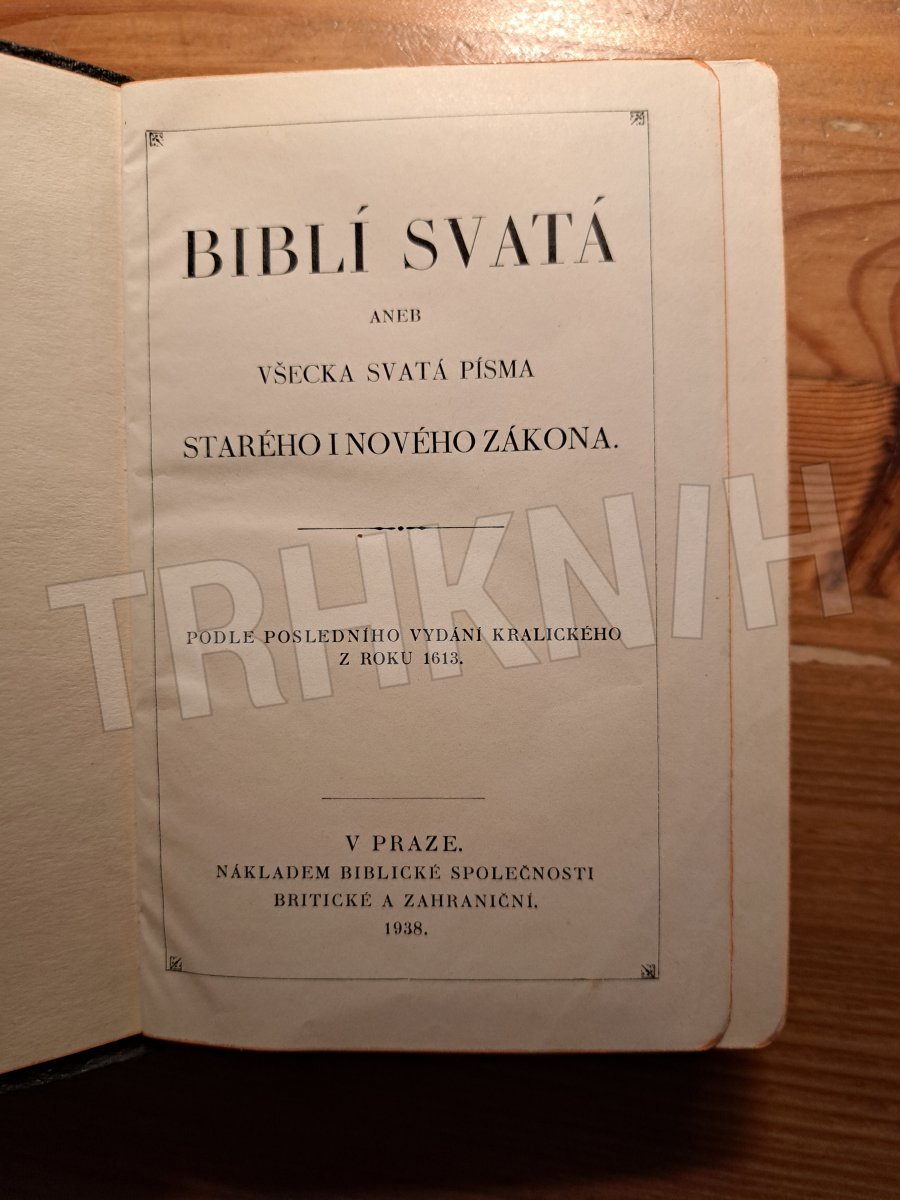 BIBLÍ SVATÁ
ANEB
VŠECKA SVATÁ PÍSMA
STARÉHO I NOVÉHO ZÁKONA.
TRHKNIH
PODLE POSLEDNÍHO VYDÁNÍ KRALICKÉHO
Z ROKU 1613.
V PRAZE.
NÁKLADEM BIBLICKÉ SPOLEČNOSTI
BRITICKÉ A ZAHRANIČNÍ.
1938.